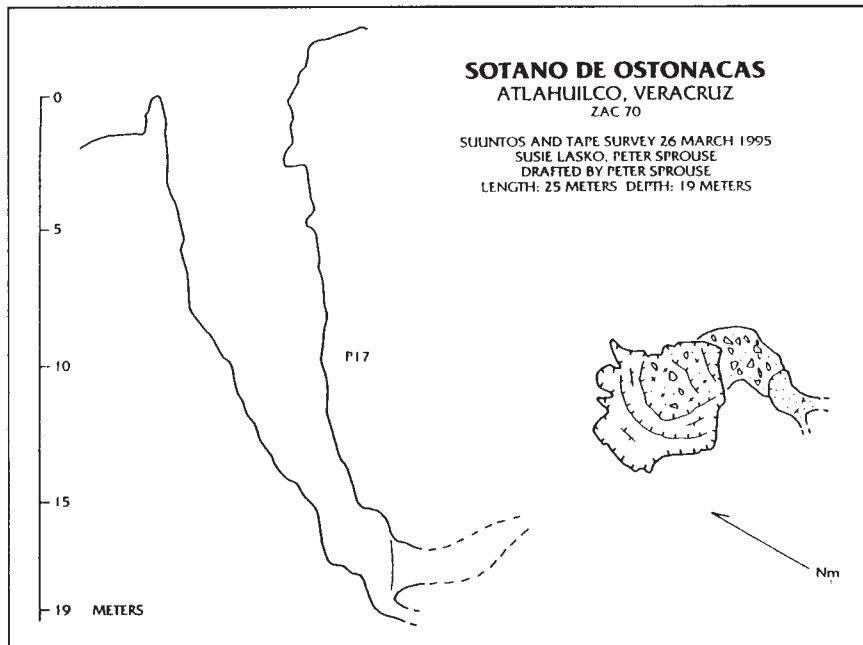 SOTANO DE OSTONACAS
ATLAHUILCO, VERACRUZ
ZAC 70
SUUNTOS AND TAPE SURVEY 26 MARCH 1995
SUSIE LASKO, PETER SPROUSE
DRAFTED BY PETER SPROUSE
LENGTH: 25 METERS DEPTH: 19 METERS
0
5
P17
10
15
Nm
19 METERS